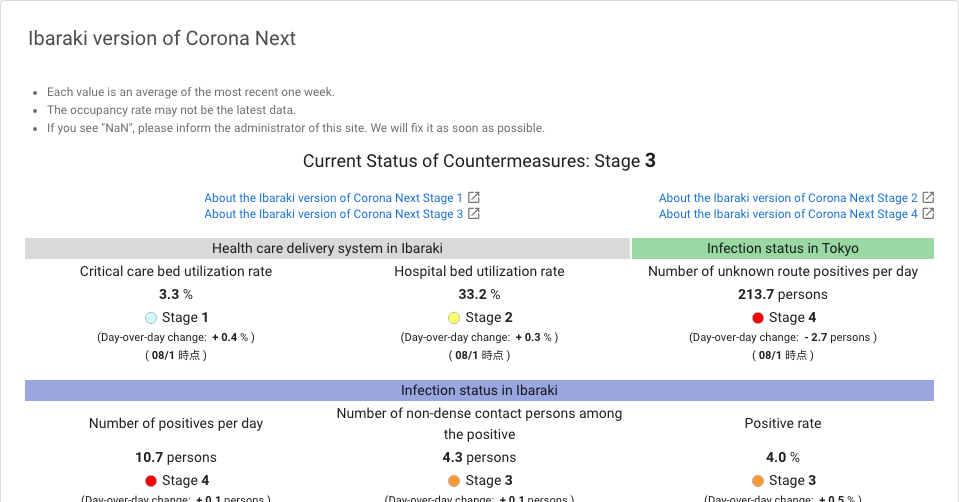 Ibaraki version of Corona Next
Each value is an average of the most recent one week.
The occupancy rate may not be the latest data.
If you see "NaN", please inform the administrator of this site. We will fix it as soon as possible.
Current Status of Countermeasures: Stage 3
About the Ibaraki version of Corona Next Stage 1
About the Ibaraki version of Corona Next Stage 2
About the Ibaraki version of Corona Next Stage 3
About the Ibaraki version of Corona Next Stage 4
Health care delivery system in Ibaraki
Infection status in Tokyo
Critical care bed utilization rate
3.3 %
Stage 1
(Day-over-day change: + 0.4 % )
( 08/1 時点 )
Hospital bed utilization rate
33.2 %
Stage 2
(Day-over-day change: + 0.3 % )
( 08/1 時点 )
Number of unknown route positives per day
213.7 persons
Stage 4
(Day-over-day change: - 2.7 persons )
( 08/1 時点 )
Infection status in Ibaraki
Number of positives per day
10.7 persons
Stage 4
(Day-over-day change: + 0.1 persons )
Number of non-dense contact persons among
the positive
4.3 persons
Stage 3
(Day-over-day change: + 0.1 persons )
Positive rate
4.0 %
Stage 3
(Day-over-day change: + 0.5 % )